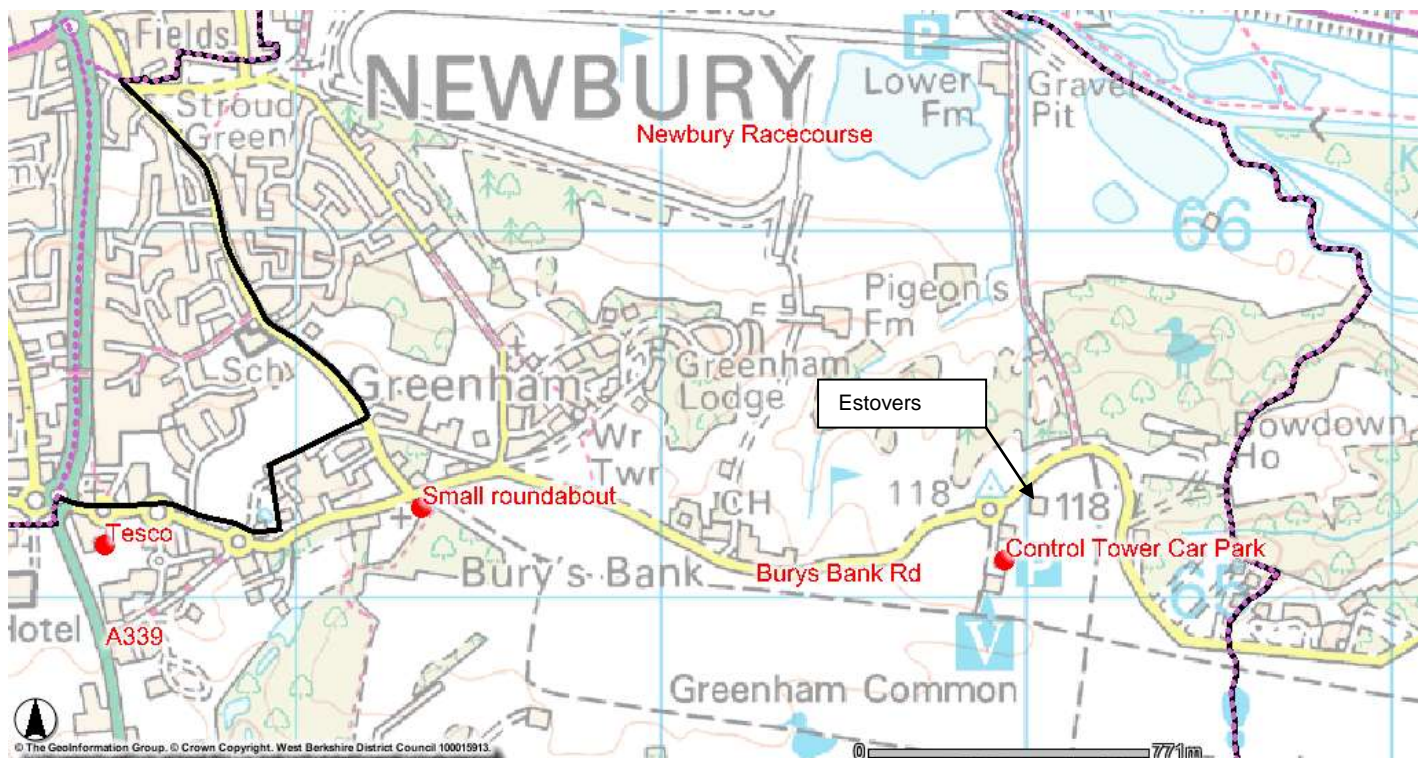 Fields
NEWBURY
Stroud
Green
Newbury Racecourse
P
Lower
Fm
Gravel
Pit
66
Sch
Greenham
Greenham
Lodge
Pigeon's
Fm
Estovers
Wr
Twr
CH
118
118
Ho
Small roundabout
Tesco
Control Tower Car Park
P
Bury's Bank
Burys Bank Rd
65
Hotel
A339
V
Greenham Common
© The GeoInformation Group. © Crown Copyright. West Berkshire District Council 100015913.
0
771m